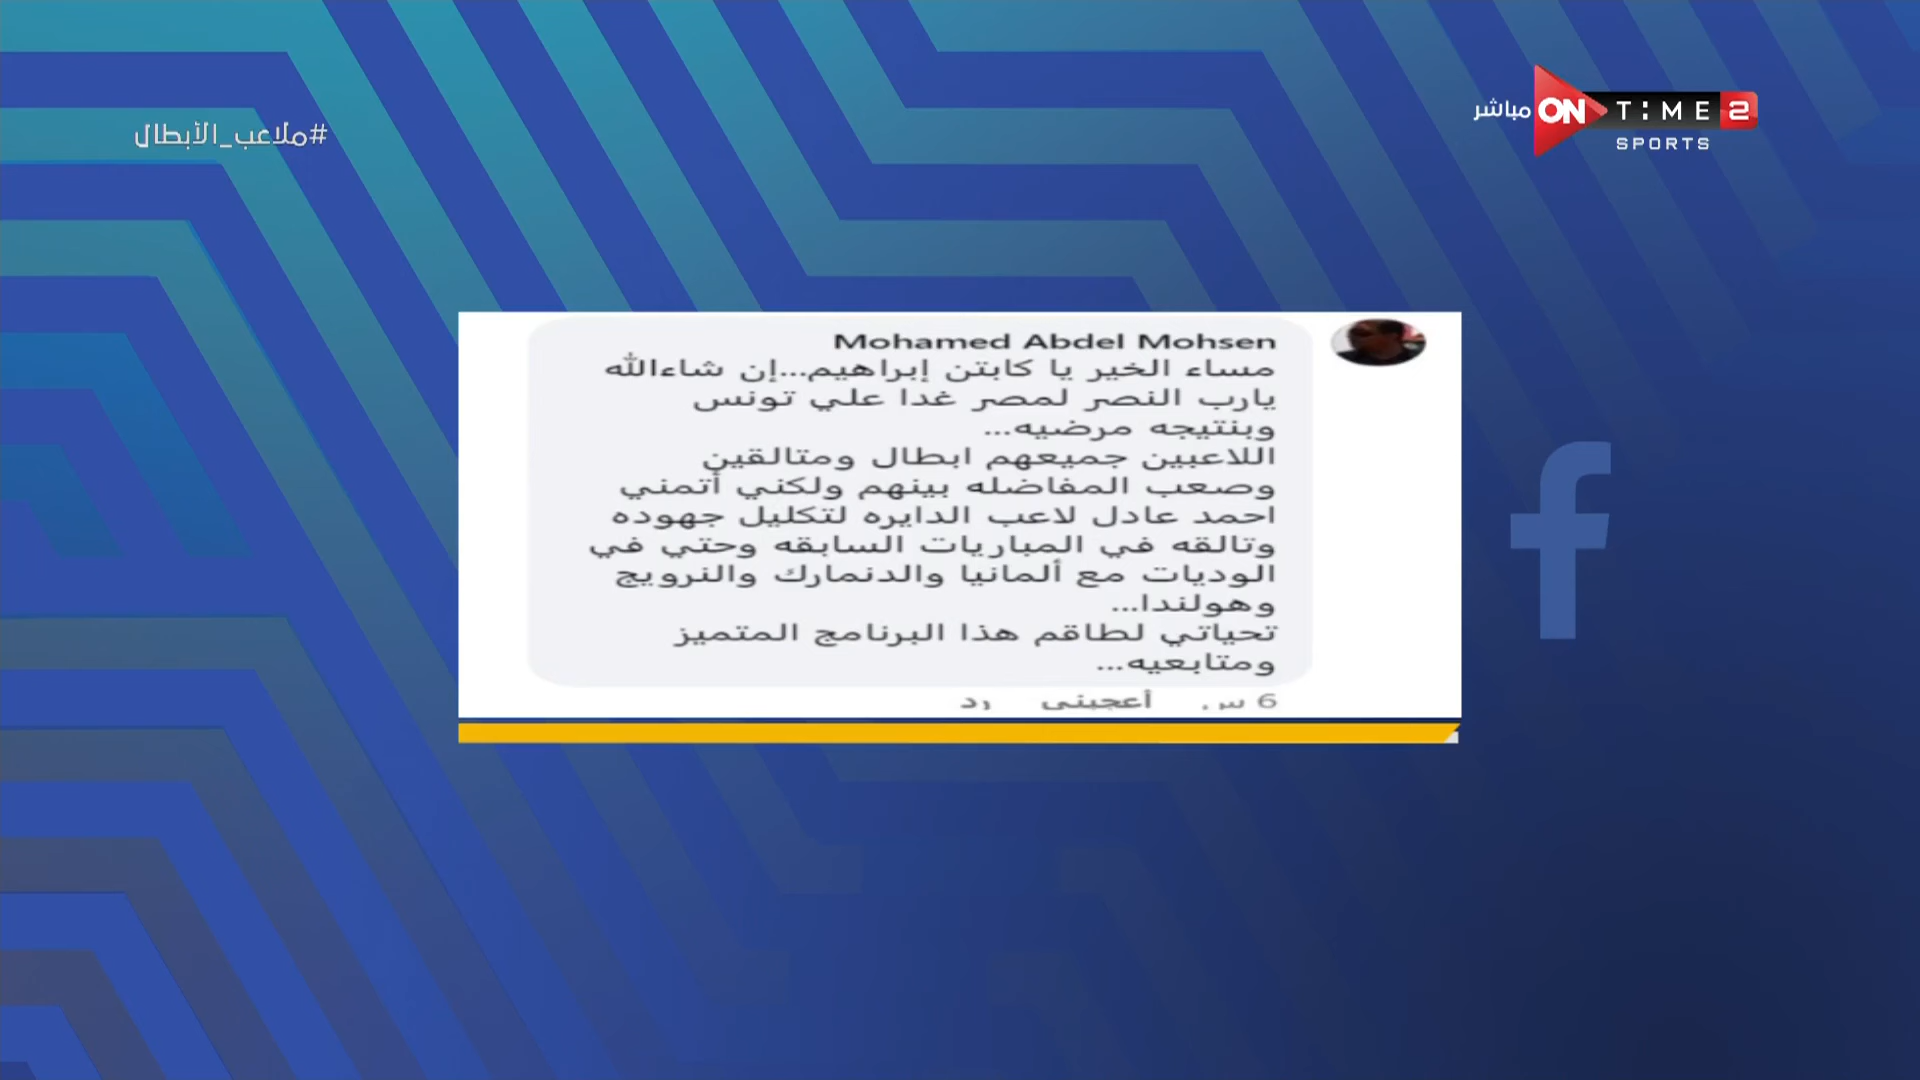 #ملاعب_الأبطال
مباشر ON TIME 2
SPORTS
Mohamed Abdel Mohsen
مساء الخير يا كابتن إبراهيم...إن شاءالله
يارب النصر لمصر غدا علي تونس
وبنتيجه مرضيه...
اللاعبين جميعهم ابطال ومتالقين
وصعب المفاضله بينهم ولكني أتمني
احمد عادل لاعب الدايره لتكليل جهوده
وتالقه في المباريات السابقه وحتي في
الوديات مع ألمانيا والدنمارك والنرويج
وهولندا...
تحياتي لطاقم هذا البرنامج المتميز
ومتابعيه...
6 س أعجبني رد